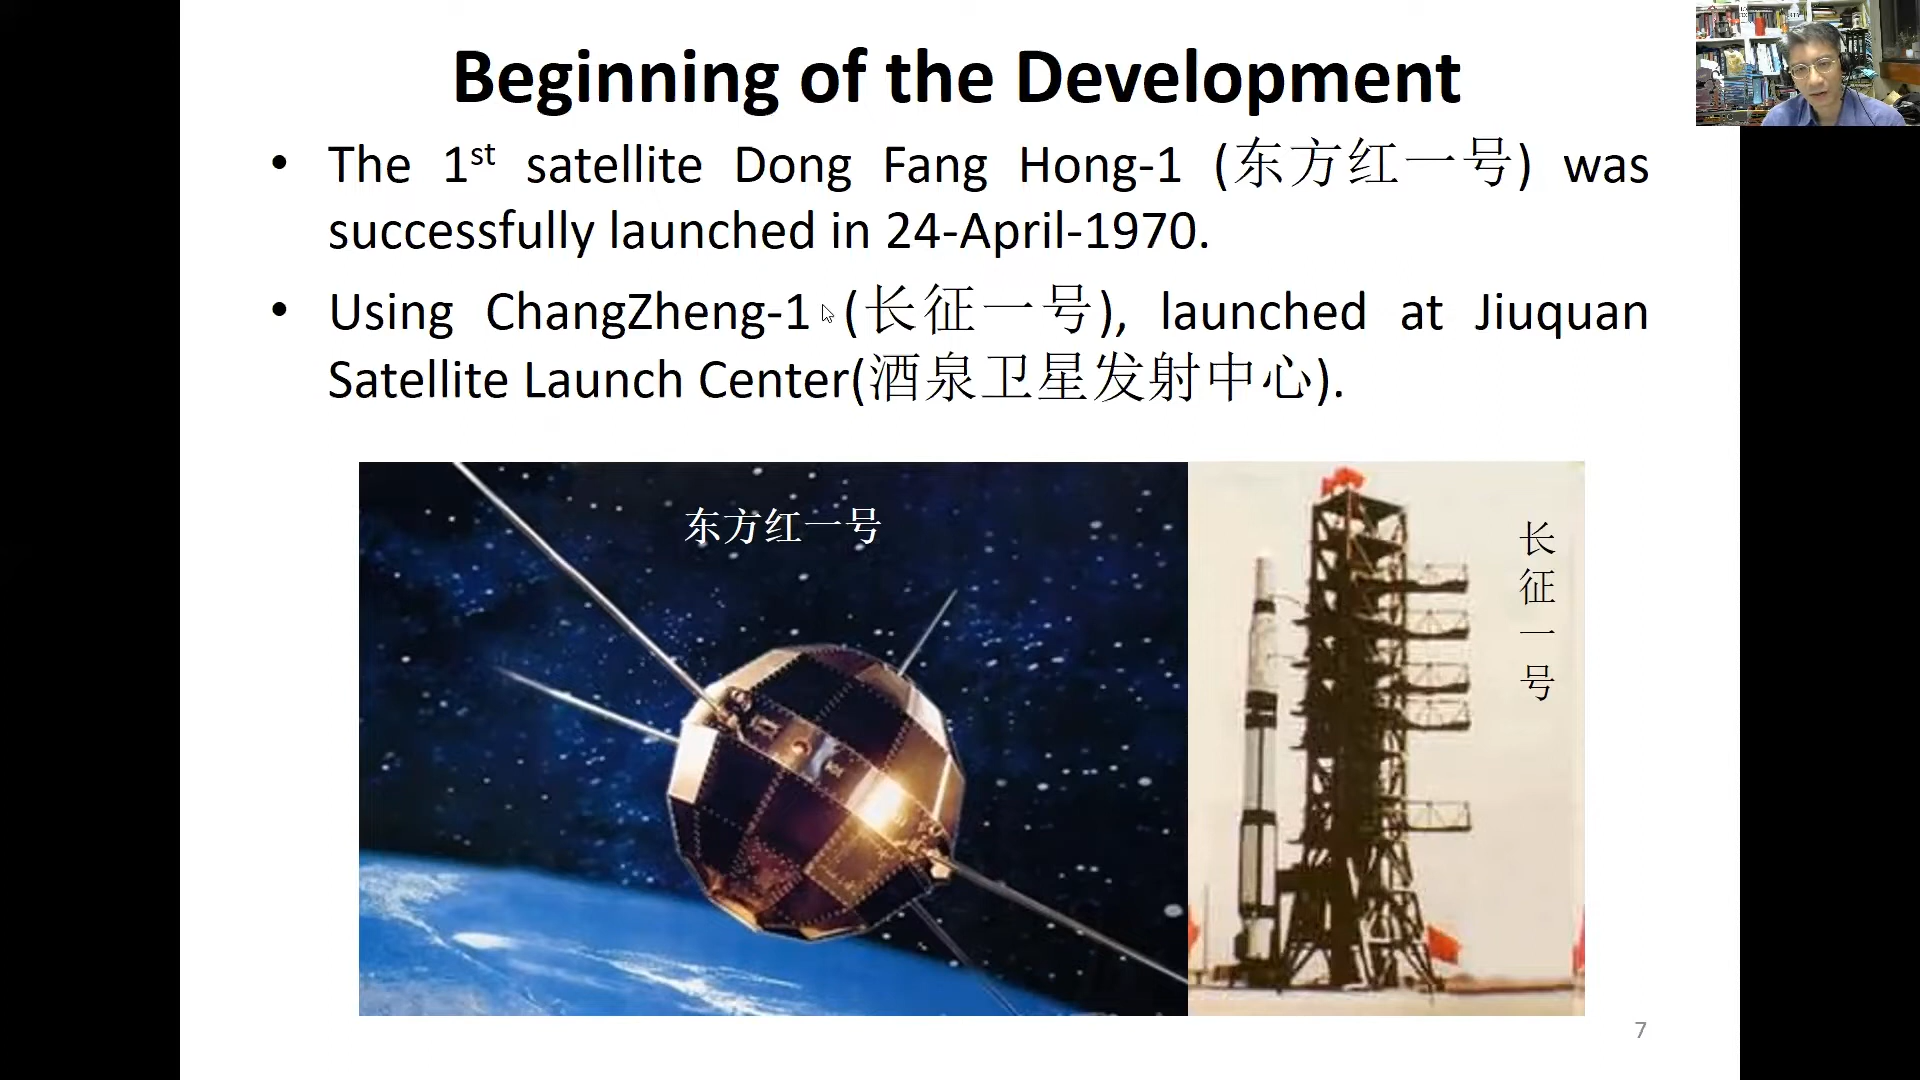 Beginning of the Development
• The 1st satellite Dong Fang Hong-1 (东方红一号) was
successfully launched in 24-April-1970.
• Using ChangZheng-1 (长征一号), launched at Jiuquan
Satellite Launch Center(酒泉卫星发射中心).
东方红一号
长征一号
7